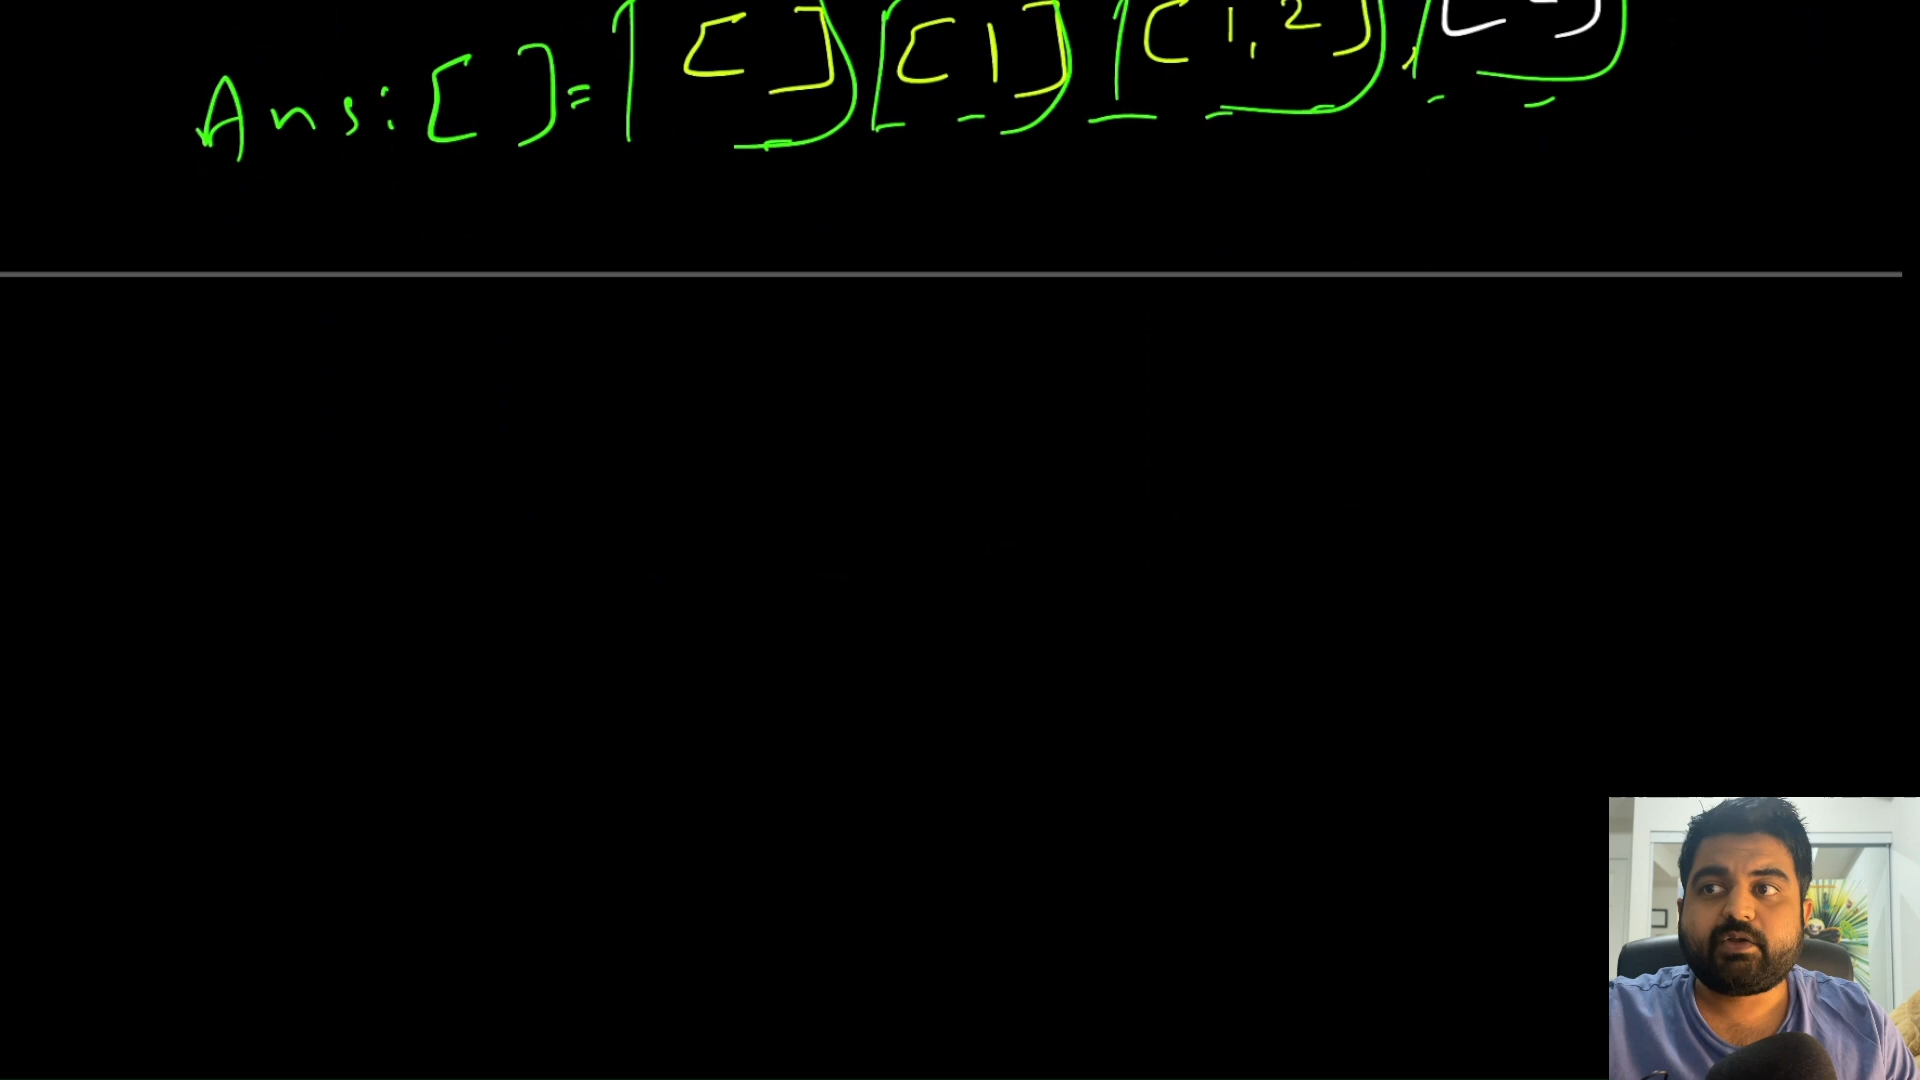 Ans: [ ] = [ ] [ 1 ] [ 1, 2 ] , [ ]